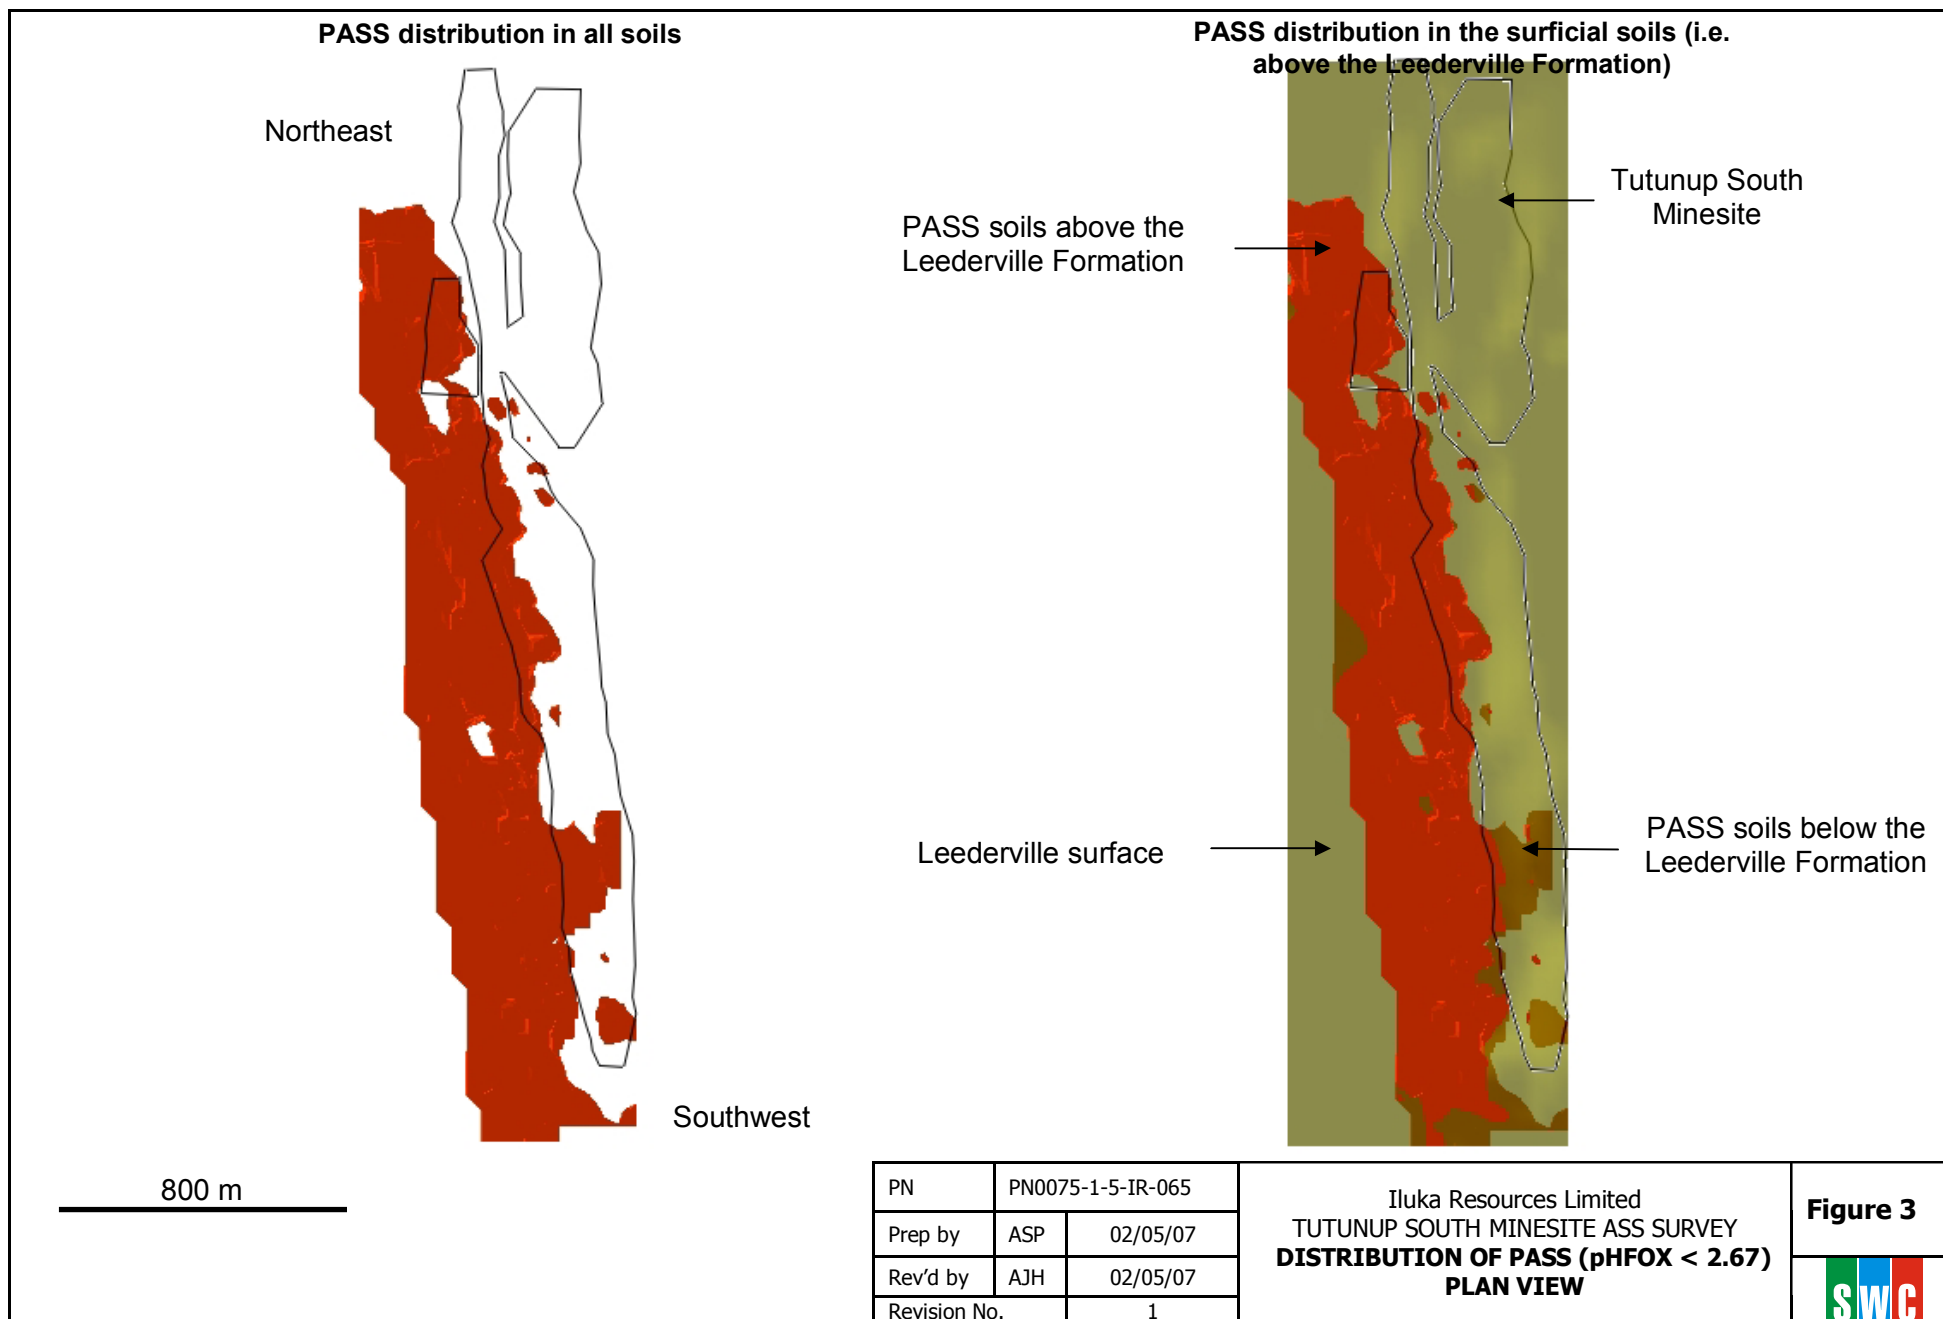 PASS distribution in all soils
PASS distribution in the surficial soils (i.e.
above the Leederville Formation)
Northeast
Tutunup South
Minesite
PASS soils above the
Leederville Formation
Leederville surface
PASS soils below the
Leederville Formation
Southwest
800 m
PN PN0075-1-5-IR-065
Prep by ASP 02/05/07
Rev’d by AJH 02/05/07
Revision No. 1
Iluka Resources Limited
TUTUNUP SOUTH MINESITE ASS SURVEY
DISTRIBUTION OF PASS (pHFOX < 2.67)
PLAN VIEW
Figure 3
SWC